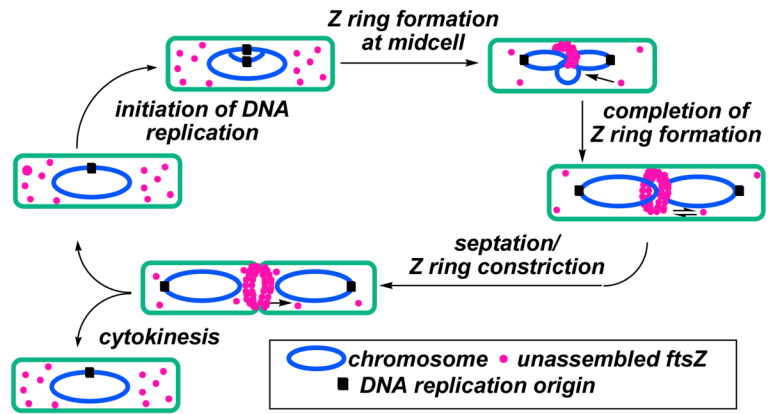 Z ring formation
at midcell
initiation of DNA
replication
completion of
Z ring formation
septation/
Z ring constriction
cytokinesis
chromosome
unassembled ftsZ
DNA replication origin